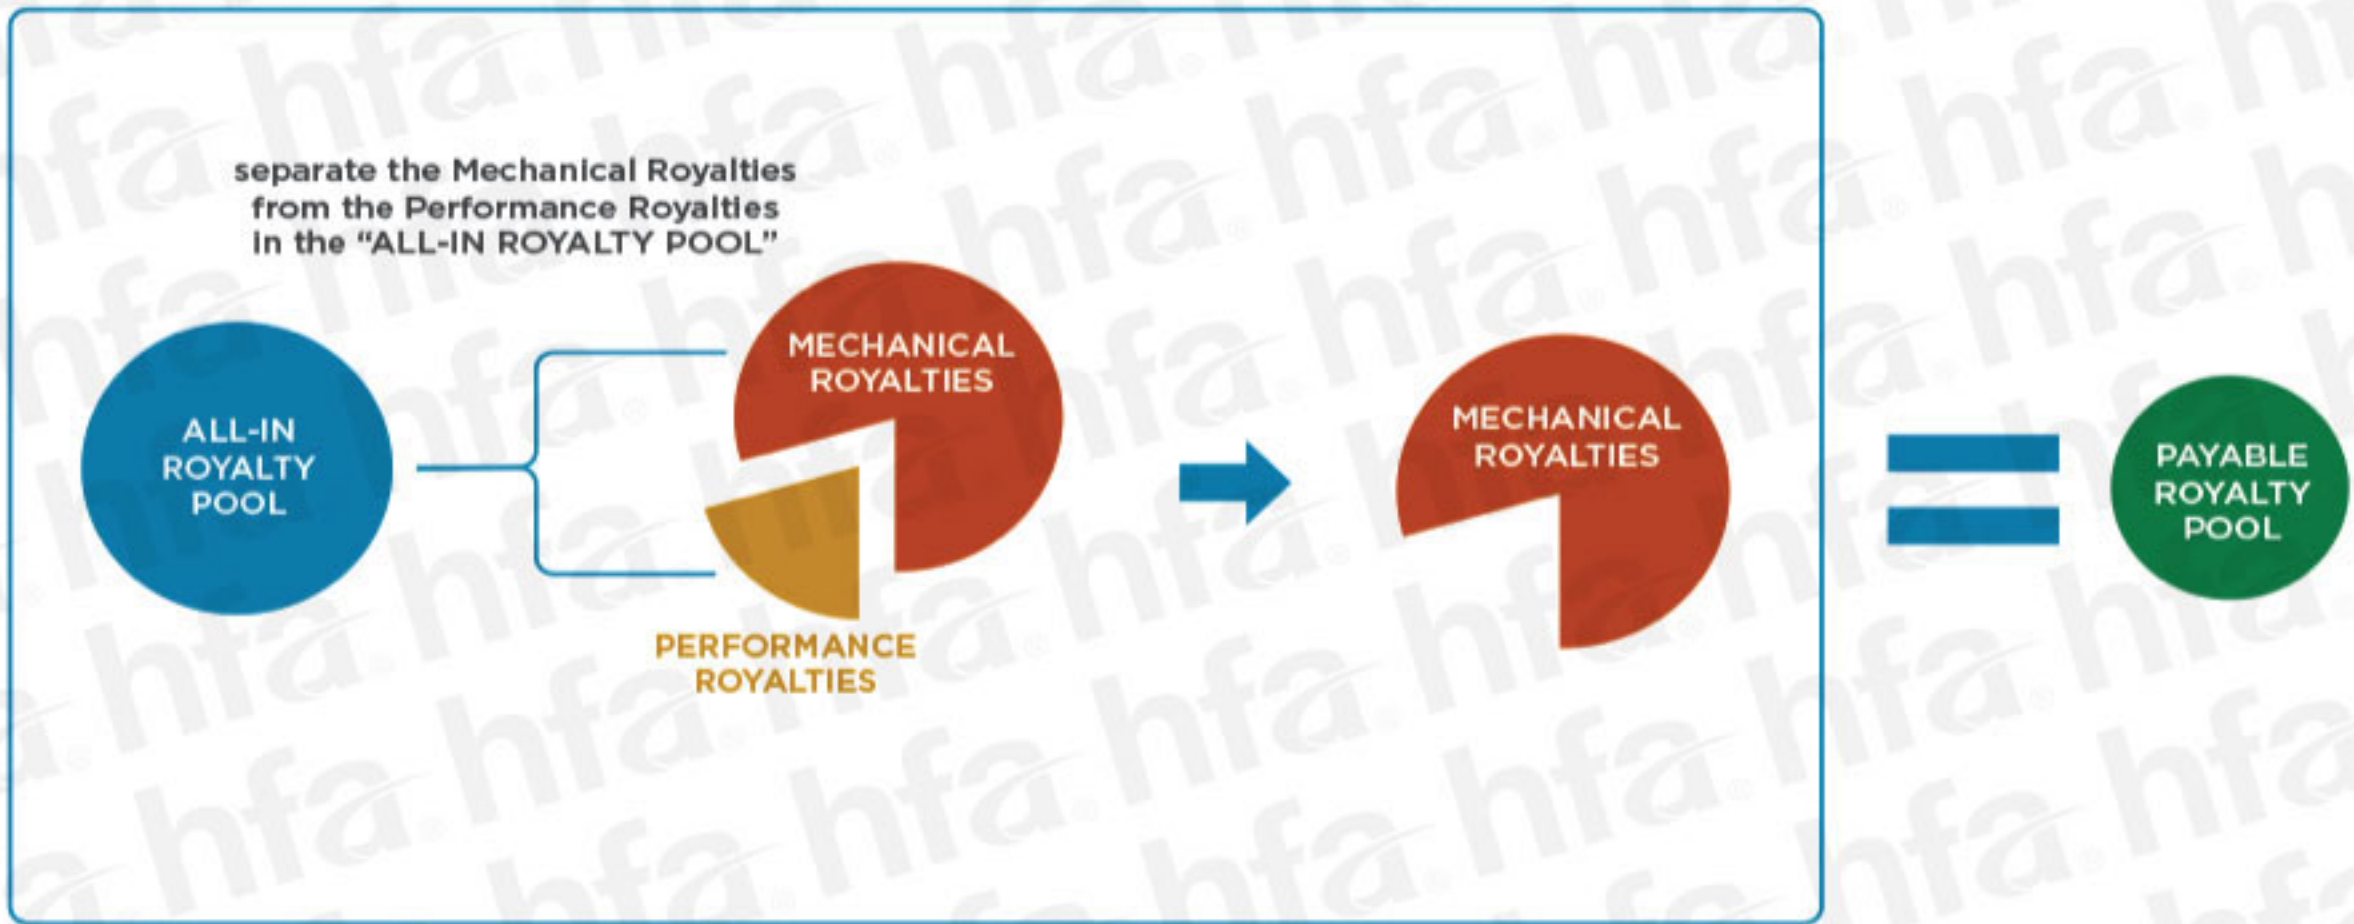 separate the Mechanical Royalties
from the Performance Royalties
in the “ALL-IN ROYALTY POOL”
ALL-IN
ROYALTY
POOL
MECHANICAL
ROYALTIES
PERFORMANCE
ROYALTIES
MECHANICAL
ROYALTIES
PAYABLE
ROYALTY
POOL
hfa